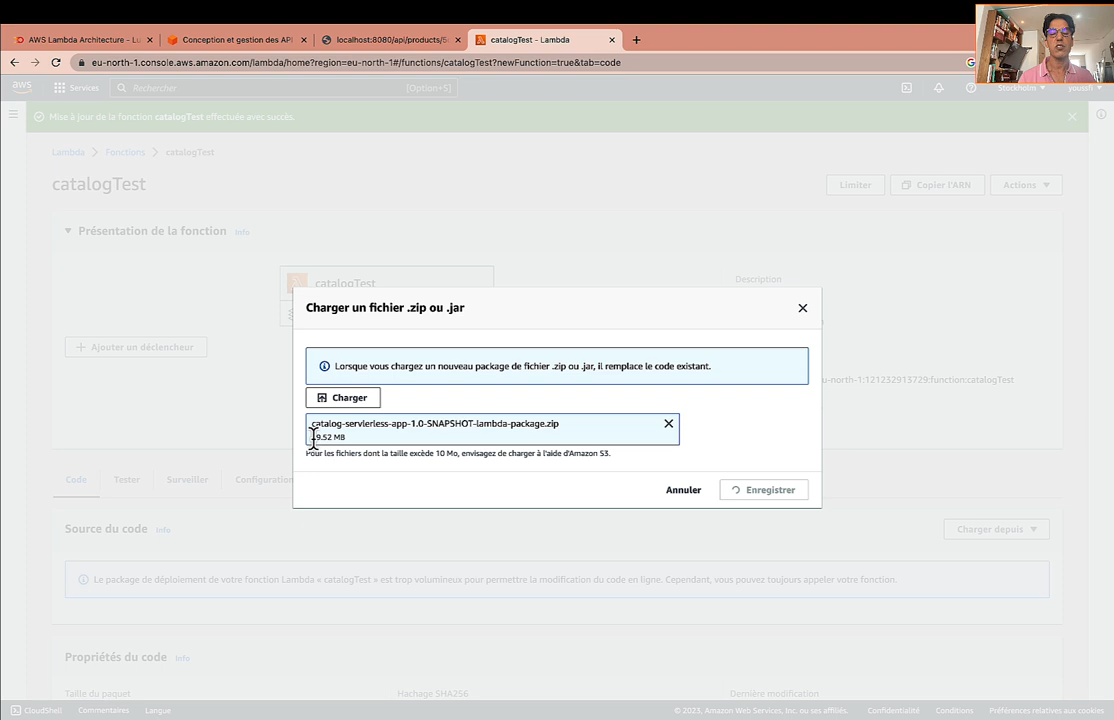 AWS Lambda Architecture - Lu
Conception et gestion des API
localhost:8080/api/products/5
catalogTest - Lambda
eu-north-1.console.aws.amazon.com/lambda/home?region=eu-north-1#/functions/catalogTest?newFunction=true&tab=code
aws
Services
Rechercher
[Option+S]
Stockholm
youssfi
Mise à jour de la fonction catalogTest effectuée avec succès.
Lambda
Fonctions
catalogTest
catalogTest
Limiter
Copier l'ARN
Actions
Présentation de la fonction
Info
catalogTest
Description
Ajouter un déclencheur
u-north-1:121232913729:function:catalogTest
Charger un fichier .zip ou .jar
Lorsque vous chargez un nouveau package de fichier .zip ou .jar, il remplace le code existant.
Charger
catalog-servlerless-app-1.0-SNAPSHOT-lambda-package.zip
9.52 MB
Pour les fichiers dont la taille excède 10 Mo, envisagez de charger à l'aide d'Amazon S3.
Annuler
Enregistrer
Code
Tester
Surveiller
Configuration
Source du code
Info
Charger depuis
Le package de déploiement de votre fonction Lambda « catalogTest » est trop volumineux pour permettre la modification du code en ligne. Cependant, vous pouvez toujours appeler votre fonction.
Propriétés du code
Info
Taille du paquet
Hachage SHA256
Dernière modification
CloudShell
Commentaires
Langue
© 2023, Amazon Web Services, Inc. ou ses affiliés.
Confidentialité
Conditions
Préférences relatives aux cookies